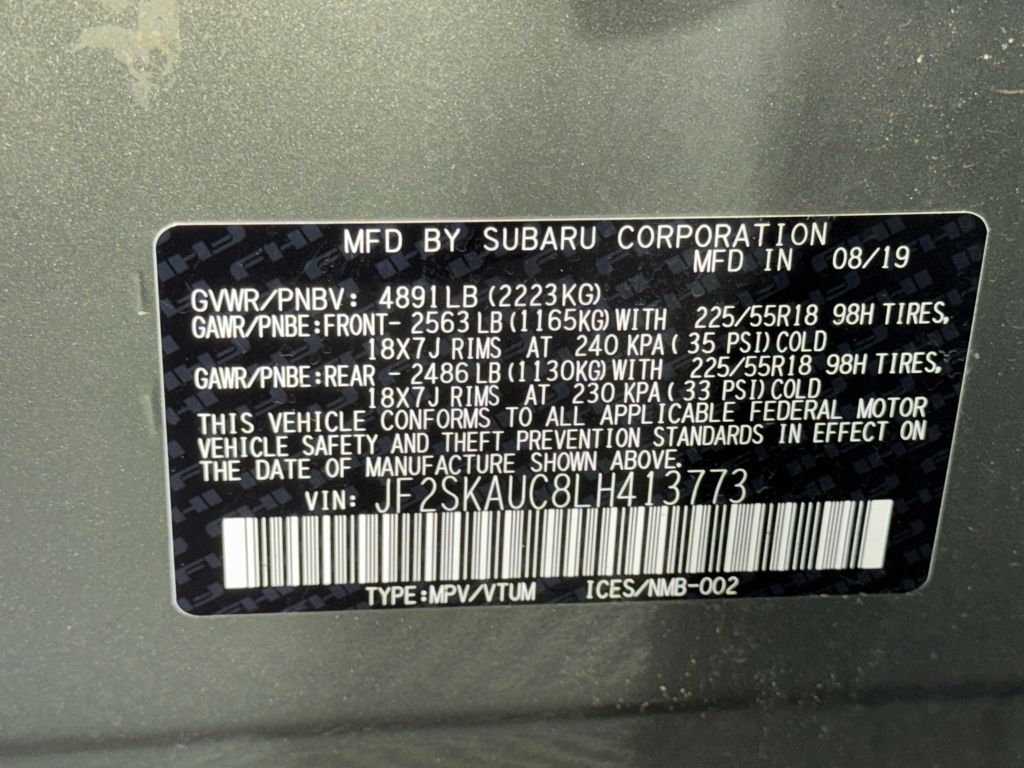 MFD BY SUBARU CORPORATION
MFD IN 08/19
GVWR/PNBV: 4891LB (2223KG)
GAWR/PNBE:FRONT- 2563 LB (1165KG) WITH 225/55R18 98H TIRES,
18X7J RIMS AT 240 KPA ( 35 PSI) COLD
GAWR/PNBE:REAR - 2486 LB (1130KG) WITH 225/55R18 98H TIRES,
18X7J RIMS AT 230 KPA ( 33 PSI) COLD
THIS VEHICLE CONFORMS TO ALL APPLICABLE FEDERAL MOTOR
VEHICLE SAFETY AND THEFT PREVENTION STANDARDS IN EFFECT ON
THE DATE OF MANUFACTURE SHOWN ABOVE.
VIN: JF2SKAUC8LH413773
TYPE:MPV/VTUM ICES/NMB-002